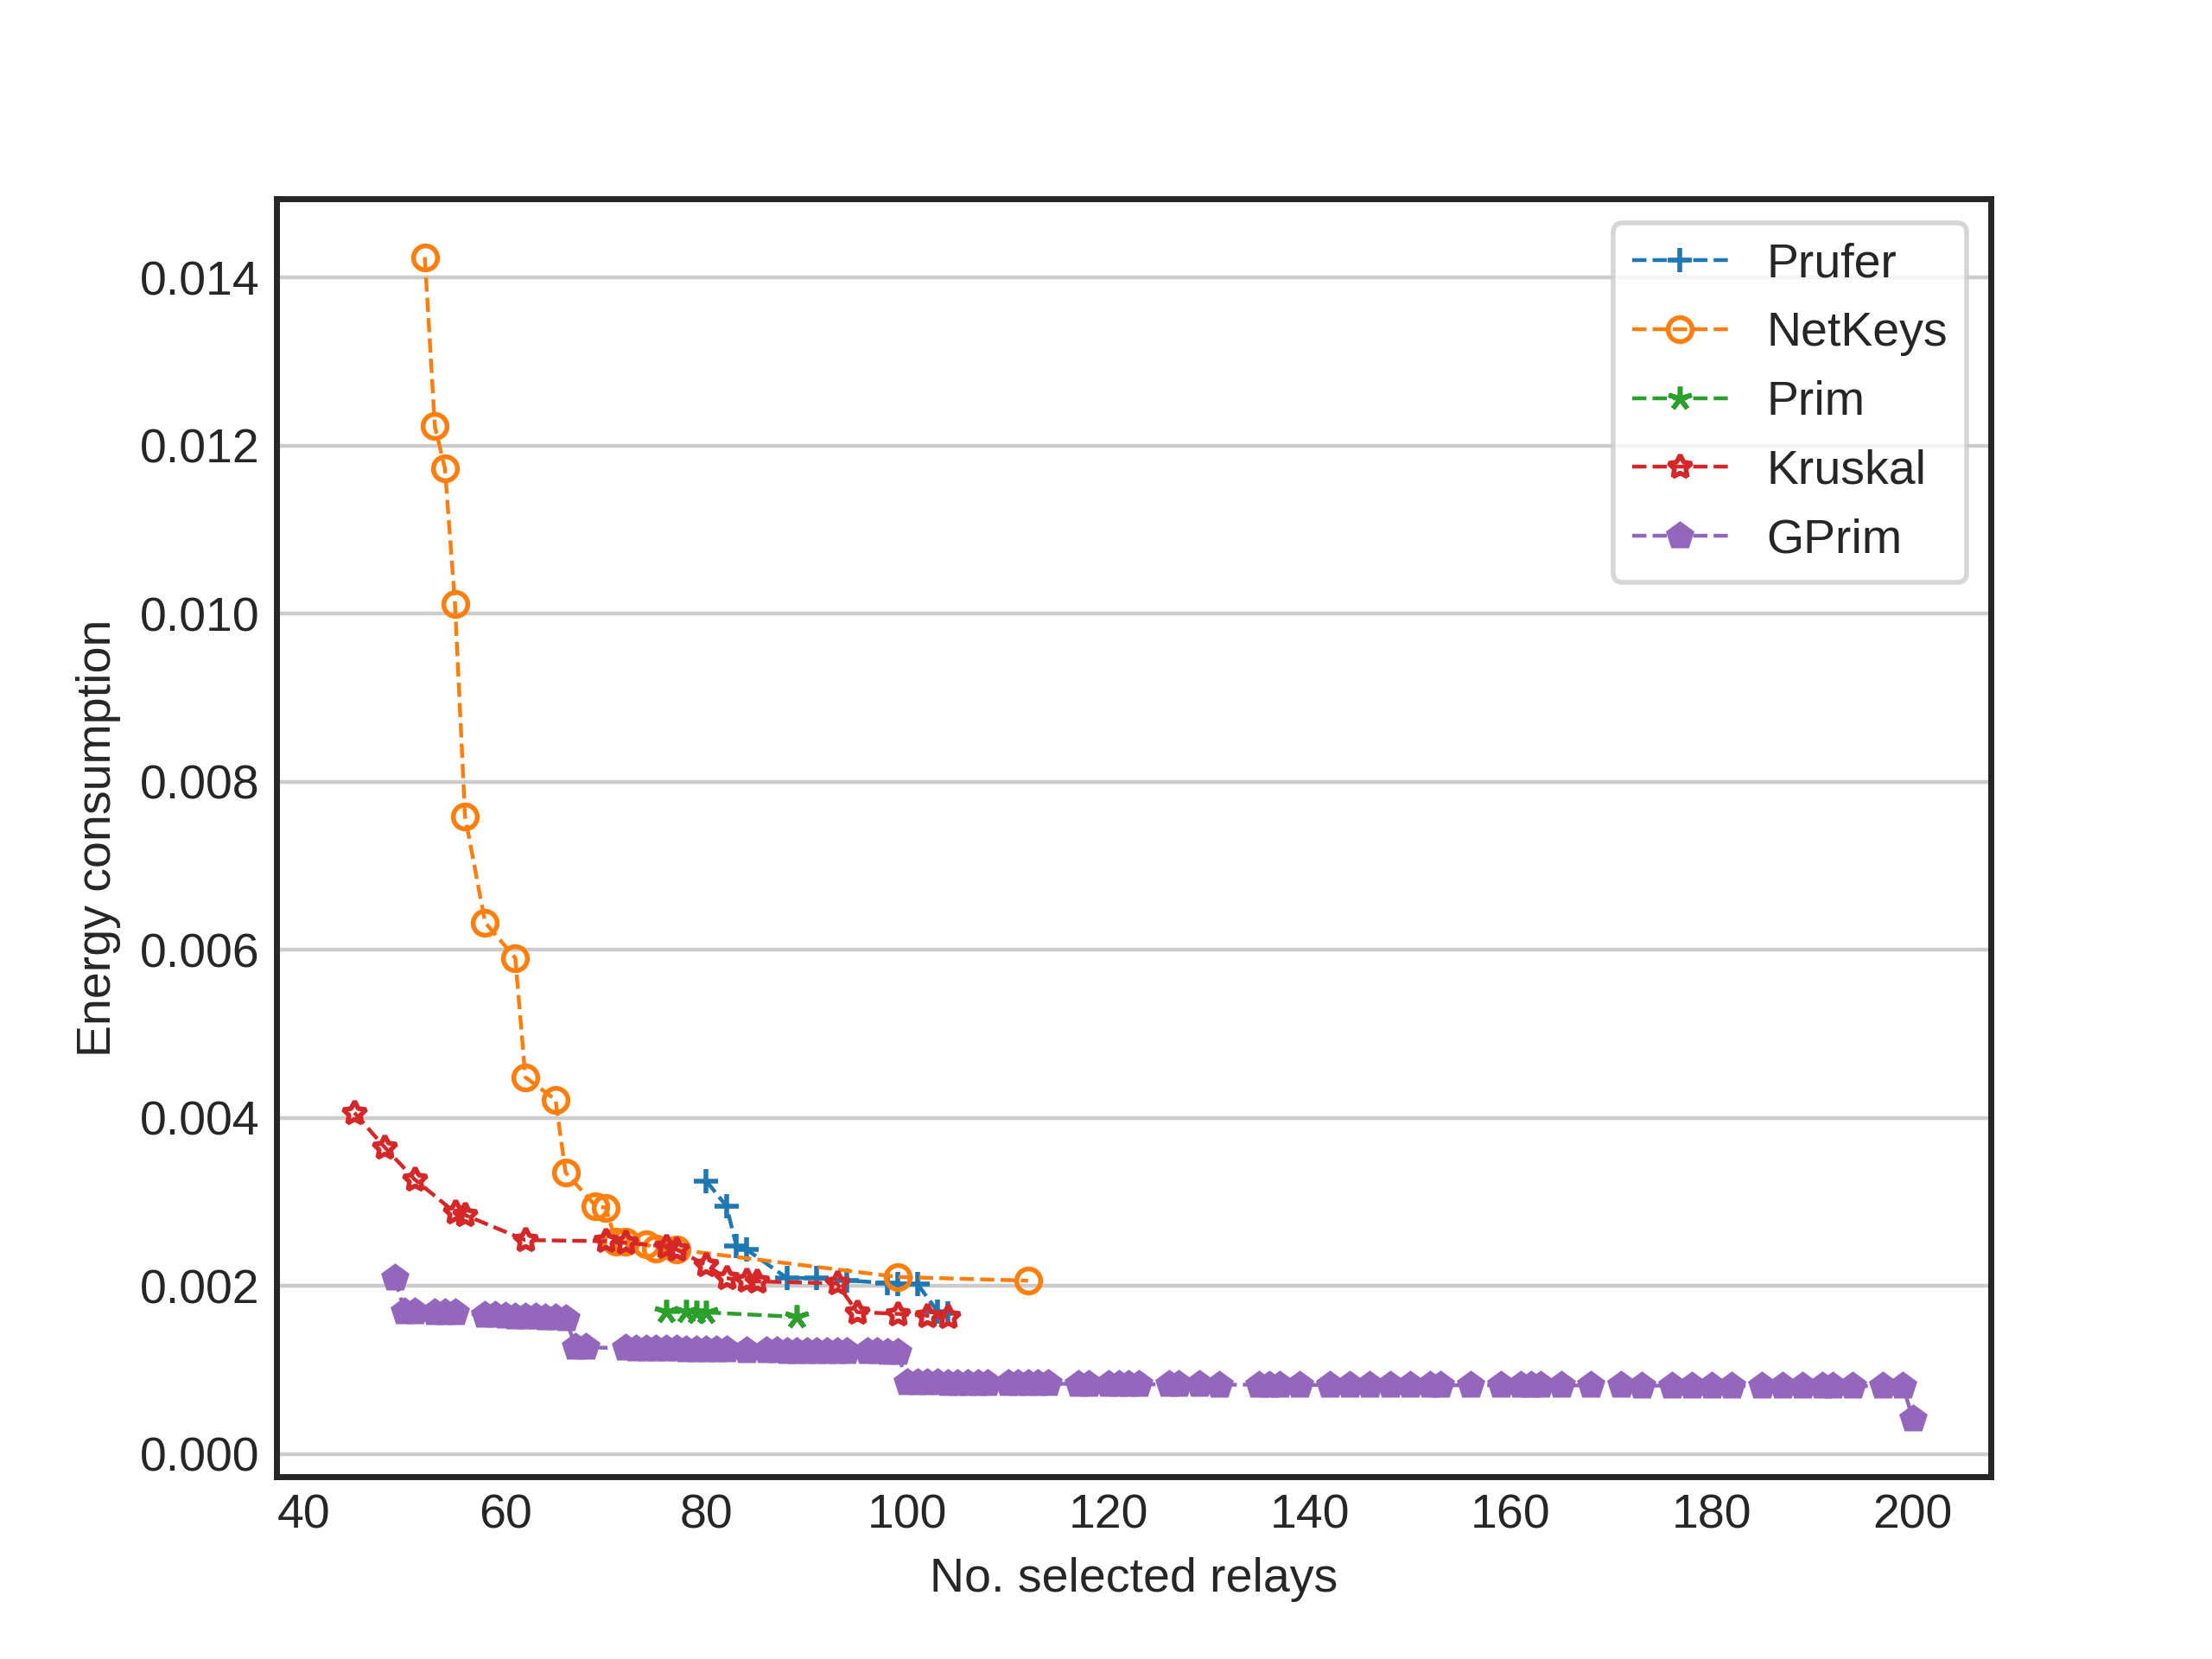 Prufer
NetKeys
Prim
Kruskal
GPrim
0.014
0.012
0.010
0.008
0.006
0.004
0.002
0.000
Energy consumption
40 60 80 100 120 140 160 180 200
No. selected relays